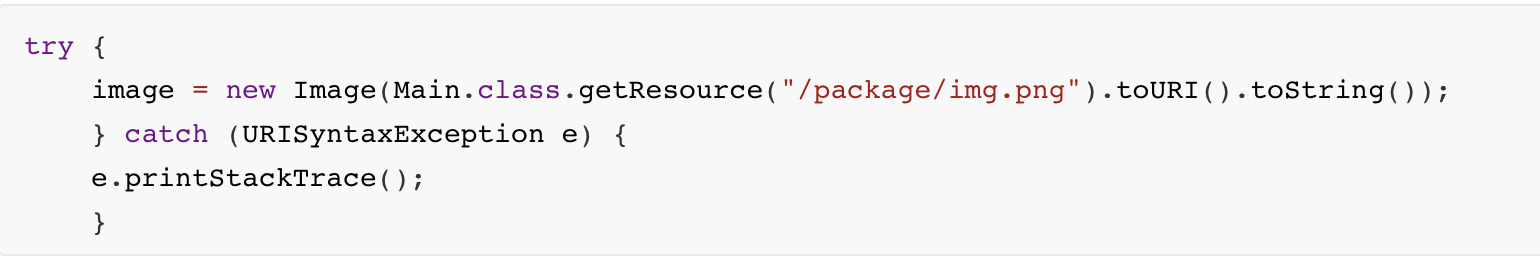 try {
    image = new Image(Main.class.getResource("/package/img.png").toURI().toString());
    } catch (URISyntaxException e) {
    e.printStackTrace();
    }